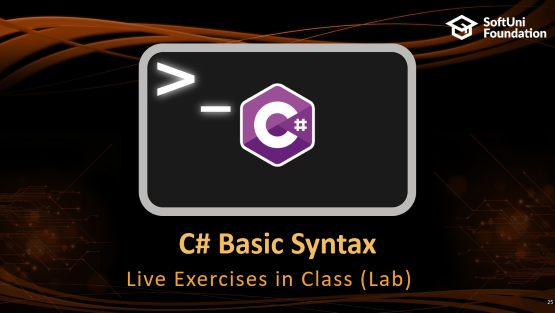 SoftUni
Foundation
>_
C#
C# Basic Syntax
Live Exercises in Class (Lab)
25